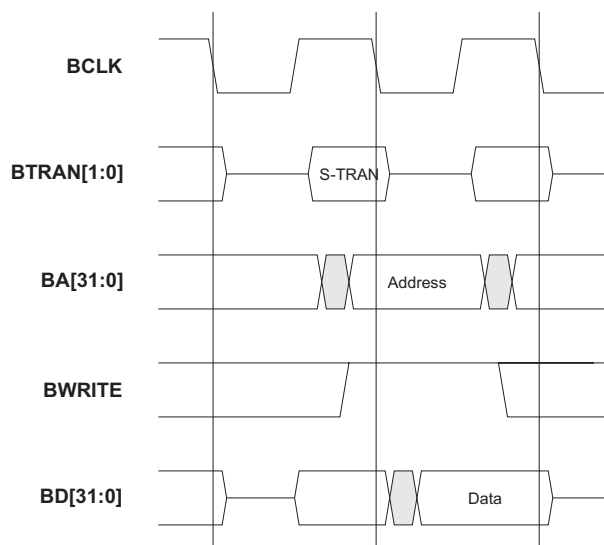 BCLK
BTRAN[1:0]
S-TRAN
BA[31:0]
Address
BWRITE
BD[31:0]
Data